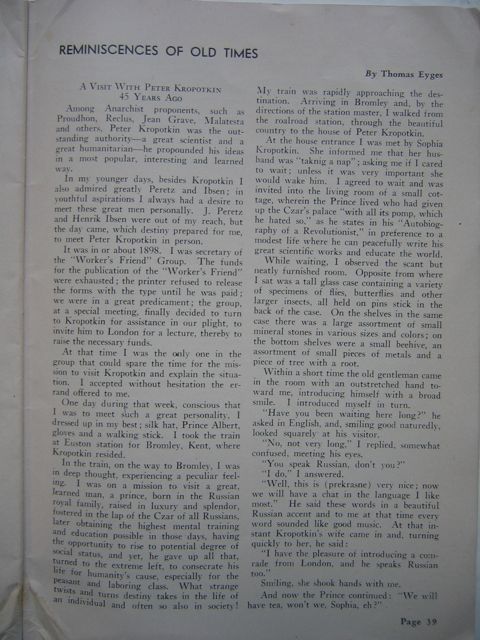 REMINISCENCES OF OLD TIMES
By Thomas Eyges
A Visit With Peter Kropotkin
45 Years Ago
Among Anarchist proponents, such as
Proudhon, Reclus, Jean Grave, Malatesta
and others, Peter Kropotkin was the out-
standing authority—a great scientist and a
great humanitarian—he propounded his ideas
in a most popular, interesting and learned
way.
In my younger days, besides Kropotkin I
also admired greatly Peretz and Ibsen; in
youthful aspirations I always had a desire to
meet these great men personally. J. Peretz
and Henrik Ibsen were out of my reach, but
the day came, which destiny prepared for me,
to meet Peter Kropotkin in person.
It was in or about 1898. I was secretary of
the "Worker's Friend" Group. The funds
for the publication of the "Worker's Friend"
were exhausted; the printer refused to release
the forms with the type until he was paid;
we were in a great predicament; the group,
at a special meeting, finally decided to turn
to Kropotkin for assistance in our plight, to
invite him to London for a lecture, thereby to
raise the necessary funds.
At that time I was the only one in the
group that could spare the time for the mis-
sion to visit Kropotkin and explain the situa-
tion. I accepted without hesitation the er-
rand offered to me.
One day during that week, conscious that
I was to meet such a great personality, I
dressed up in my best; silk hat, Prince Albert,
gloves and a walking stick. I took the train
at Euston station for Bromley, Kent, where
Kropotkin resided.
In the train, on the way to Bromley, I was
in deep thought, experiencing a peculiar feel-
ing. I was on a mission to visit a great,
learned man, a prince, born in the Russian
royal family, raised in luxury and splendor,
fostered in the lap of the Czar of all Russians,
later obtaining the highest mental training
and education possible in those days, having
the opportunity to rise to potential degree of
social status, and yet, he gave up all that,
turned to the extreme left, to consecrate his
life for humanity's cause, especially for the
peasant and laboring class. What strange
twists and turns destiny takes in the life of
an individual and often so also in society!
My train was rapidly approaching the des-
tination. Arriving in Bromley and, by the
directions of the station master, I walked from
the roalroad station, through the beautiful
country to the house of Peter Kropotkin.
At the house entrance I was met by Sophia
Kropotkin. She informed me that her hus-
band was "taknig a nap"; asking me if I cared
to wait; unless it was very important she
would wake him. I agreed to wait and was
invited into the living room of a small cot-
tage, wherein the Prince lived who had given
up the Czar's palace "with all its pomp, which
he hated so," as he states in his "Autobiog-
raphy of a Revolutionist," in preference to a
modest life where he can peacefully write his
great scientific works and educate the world.
While waiting, I observed the scant but
neatly furnished room. Opposite from where
I sat was a tall glass case containing a variety
of specimens of flies, butterflies and other
larger insects, all held on pins stick in the
back of the case. On the shelves in the same
case there was a large assortment of small
mineral stones in various sizes and colors; on
the bottom shelves were a small beehive, an
assortment of small pieces of metals and a
piece of tree with a root.
Within a short time the old gentleman came
in the room with an outstretched hand to-
ward me, introducing himself with a broad
smile. I introduced myself in turn.
"Have you been waiting here long?" he
asked in English, and, smiling good naturedly,
looked squarely at his visitor.
"No, not very long," I replied, somewhat
confused, meeting his eyes.
"You speak Russian, don't you?"
"I do," I answered.
"Well, this is (prekrasne) very nice; now
we will have a chat in the language I like
most." He said these words in a beautiful
Russian accent and to me at that time every
word sounded like good music. At that in-
stant Kropotkin's wife came in and, turning
quickly to her, he said:
"I have the pleasure of introducing a com-
rade from London, and he speaks Russian
too."
Smiling, she shook hands with me.
And now the Prince continued: "We will
have tea, won't we, Sophia, eh?"
Page 39